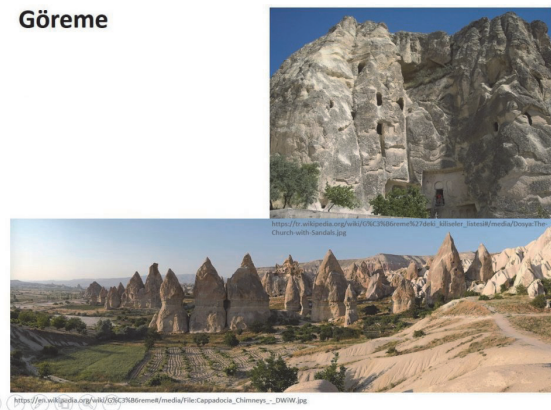 Göreme
https://tr.wikipedia.org/wiki/G%C3%B6reme%27deki_kiliseler_listesi#/media/Dosya:The-
Church-with-Sandals.jpg
https://en.wikipedia.org/wiki/G%C3%B6reme#/media/File:Cappadocia_Chimneys_-_DWiW.jpg